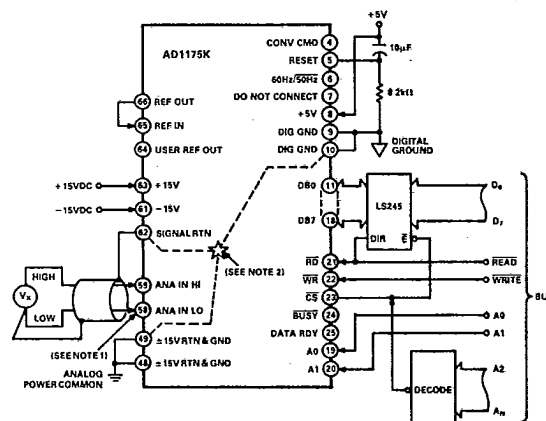 +5V
AD1175K
CONV CMD 4
RESET 5
10µF
60Hz/50Hz 6
DO NOT CONNECT 7
8.2kΩ
66 REF OUT
+5V 8
65 REF IN
DIG GND 9
64 USER REF OUT
DIG GND 10
DIGITAL
GROUND
+15VDC 63 +15V
DB0 11
D0
-15VDC 61 -15V
LS245
DB7 18
D7
62 SIGNAL RTN
DIR E
(SEE NOTE 2)
RD 21
READ
HIGH
WR 22
WRITE
59 ANA IN HI
CS 23
VX
BU
LOW
58 ANA IN LO
BUSY 24
A0
DATA RDY 25
A1
(SEE NOTE 1)
49 ±15V RTN & GND
A0 19
ANALOG
POWER COMMON
48 ±15V RTN & GND
A1 20
A2
DECODE
AN